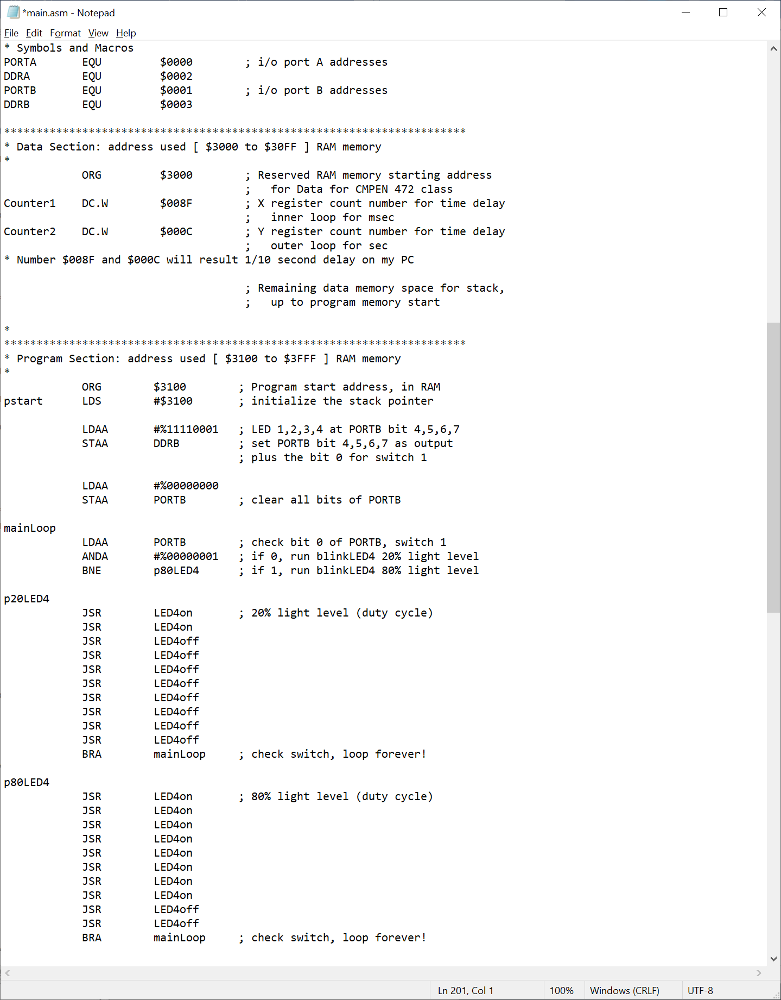 *main.asm - Notepad
File Edit Format View Help
* Symbols and Macros
PORTA       EQU         $0000        ; i/o port A addresses
DDRA        EQU         $0002
PORTB       EQU         $0001        ; i/o port B addresses
DDRB        EQU         $0003
***********************************************************************
* Data Section: address used [ $3000 to $30FF ] RAM memory
*
            ORG         $3000        ; Reserved RAM memory starting address
                                     ;   for Data for CMPEN 472 class
Counter1    DC.W        $008F        ; X register count number for time delay
                                     ;   inner loop for msec
Counter2    DC.W        $000C        ; Y register count number for time delay
                                     ;   outer loop for sec
* Number $008F and $000C will result 1/10 second delay on my PC
                                     ; Remaining data memory space for stack,
                                     ;   up to program memory start
*
***********************************************************************
* Program Section: address used [ $3100 to $3FFF ] RAM memory
*
            ORG        $3100        ; Program start address, in RAM
pstart      LDS        #$3100       ; initialize the stack pointer
            LDAA       #%11110001   ; LED 1,2,3,4 at PORTB bit 4,5,6,7
            STAA       DDRB         ; set PORTB bit 4,5,6,7 as output
                                    ; plus the bit 0 for switch 1
            LDAA       #%00000000
            STAA       PORTB        ; clear all bits of PORTB
mainLoop
            LDAA       PORTB        ; check bit 0 of PORTB, switch 1
            ANDA       #%00000001   ; if 0, run blinkLED4 20% light level
            BNE        p80LED4      ; if 1, run blinkLED4 80% light level
p20LED4
            JSR        LED4on       ; 20% light level (duty cycle)
            JSR        LED4on
            JSR        LED4off
            JSR        LED4off
            JSR        LED4off
            JSR        LED4off
            JSR        LED4off
            JSR        LED4off
            JSR        LED4off
            JSR        LED4off
            BRA        mainLoop     ; check switch, loop forever!
p80LED4
            JSR        LED4on       ; 80% light level (duty cycle)
            JSR        LED4on
            JSR        LED4on
            JSR        LED4on
            JSR        LED4on
            JSR        LED4on
            JSR        LED4on
            JSR        LED4on
            JSR        LED4off
            JSR        LED4off
            BRA        mainLoop     ; check switch, loop forever!
Ln 201, Col 1 100% Windows (CRLF) UTF-8